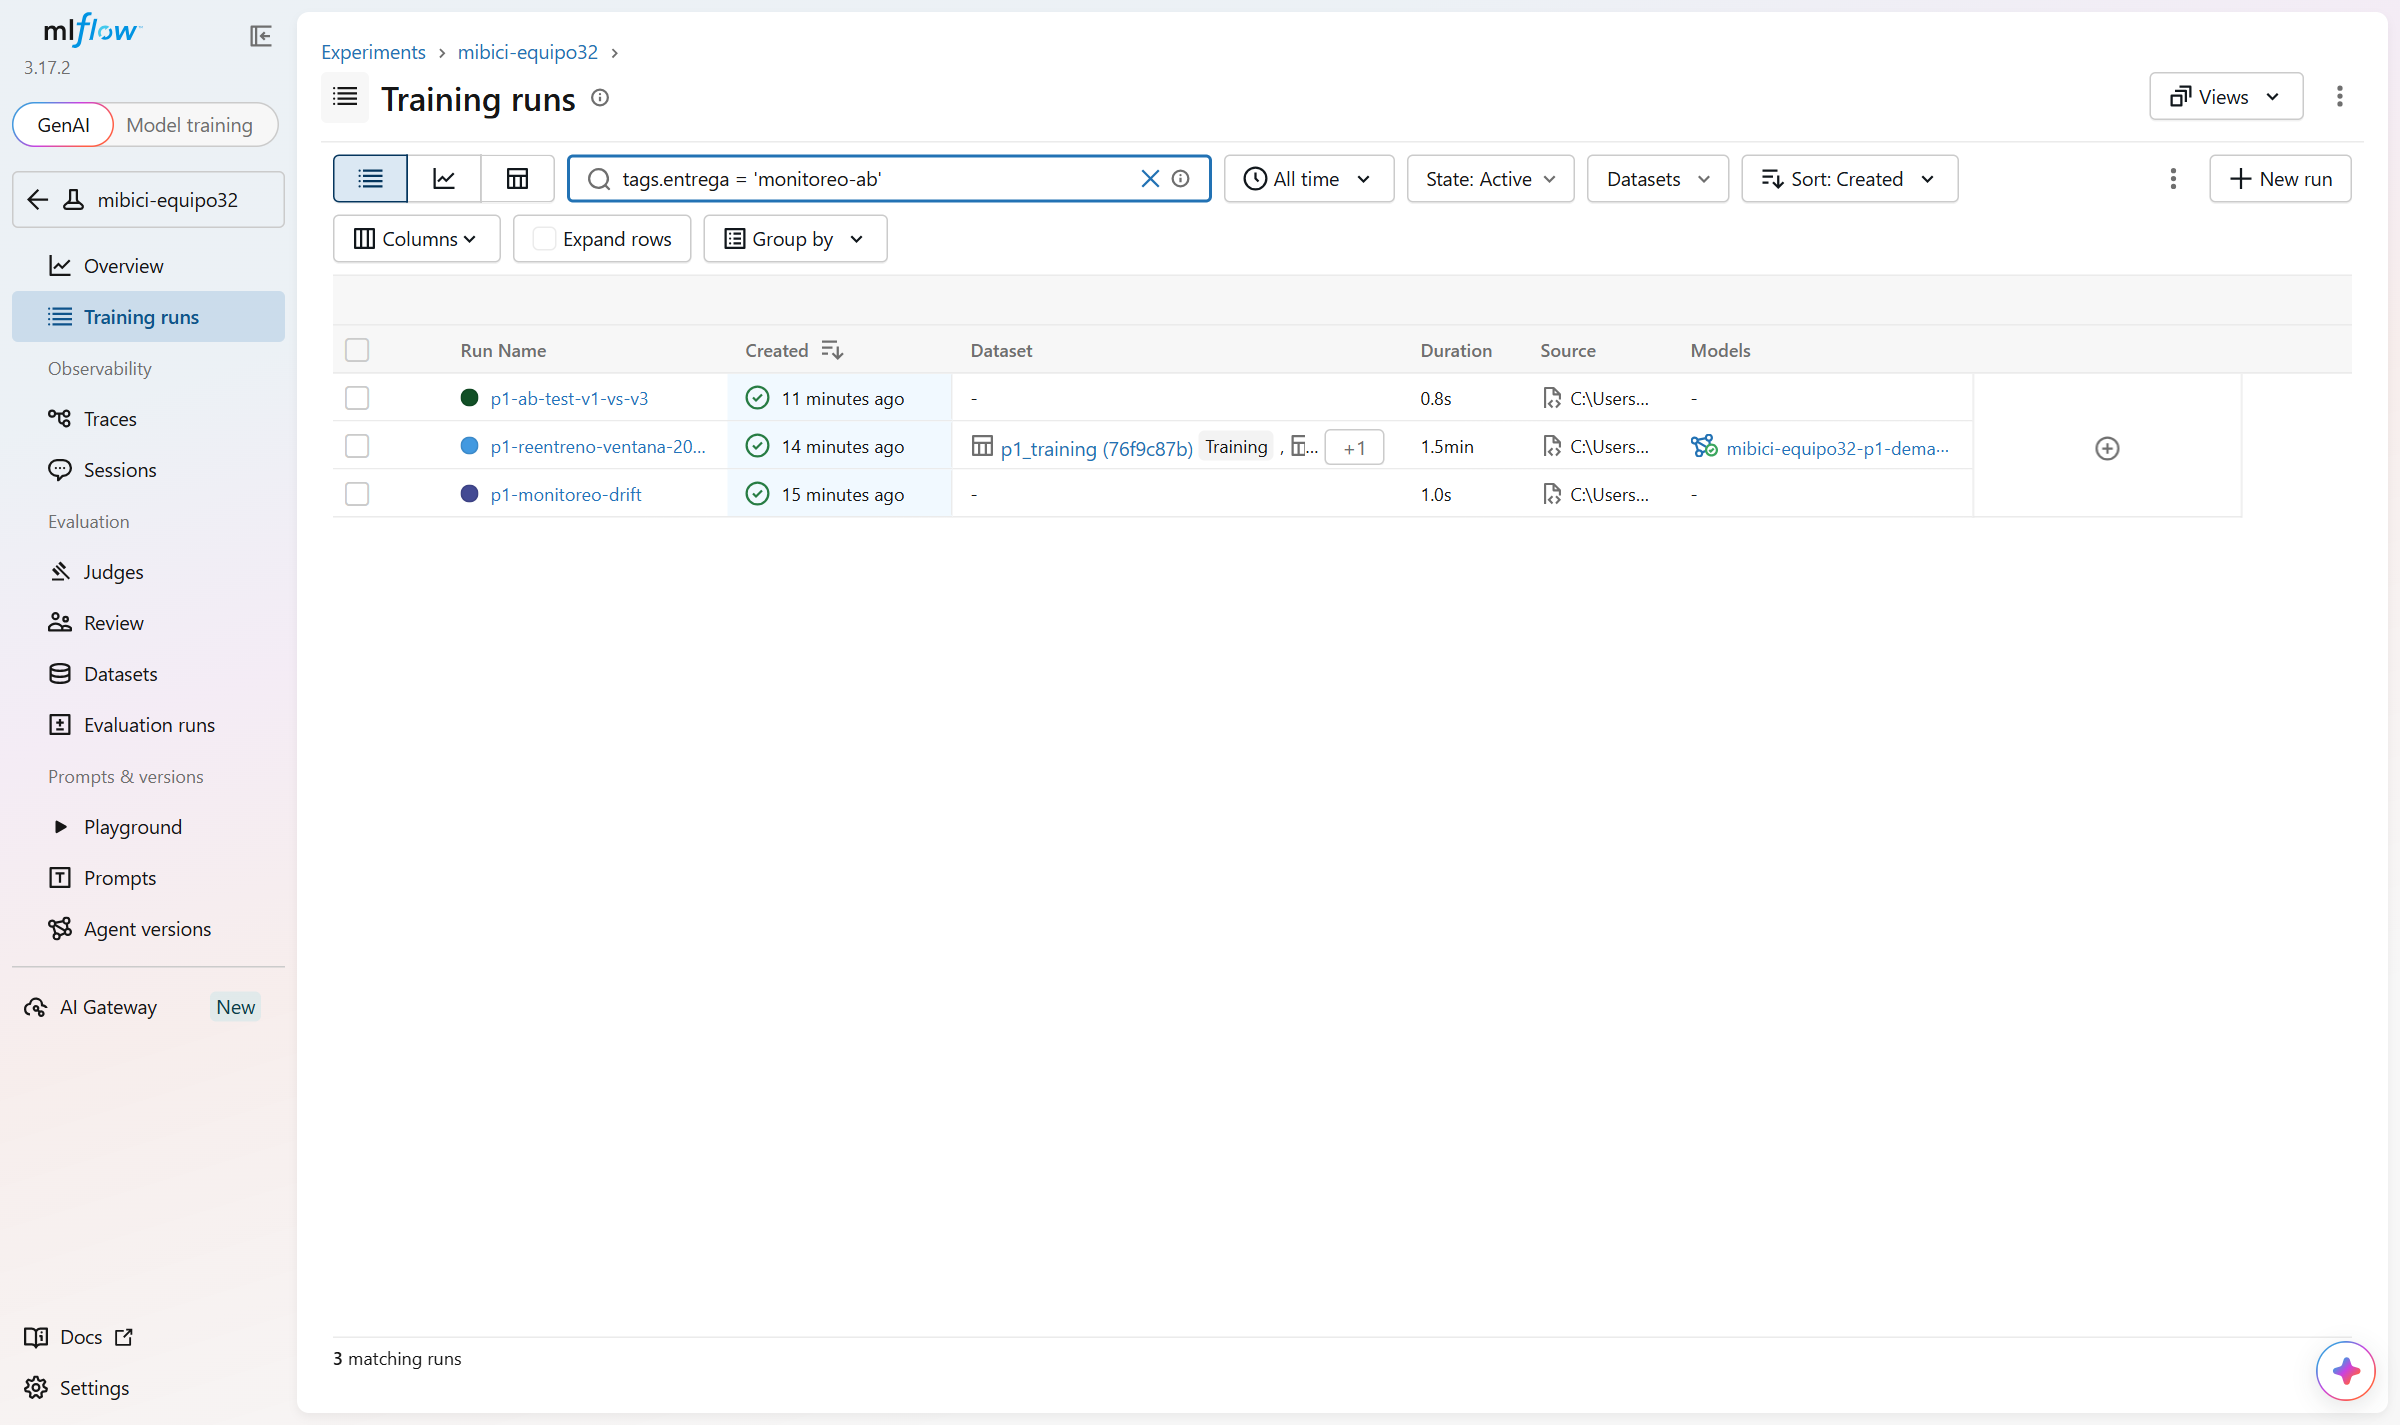 mlflow
3.17.2
GenAI Model training
mibici-equipo32
Overview
Training runs
Observability
Traces
Sessions
Evaluation
Judges
Review
Datasets
Evaluation runs
Prompts & versions
Playground
Prompts
Agent versions
AI Gateway New
Docs
Settings
Experiments > mibici-equipo32 >
Training runs
Views
tags.entrega = 'monitoreo-ab'
All time
State: Active
Datasets
Sort: Created
New run
Columns
Expand rows
Group by
Run Name Created Dataset Duration Source Models
p1-ab-test-v1-vs-v3 11 minutes ago - 0.8s C:\Users... -
p1-reentreno-ventana-20... 14 minutes ago p1_training (76f9c87b) Training , ... +1 1.5min C:\Users... mibici-equipo32-p1-dema...
p1-monitoreo-drift 15 minutes ago - 1.0s C:\Users... -
3 matching runs